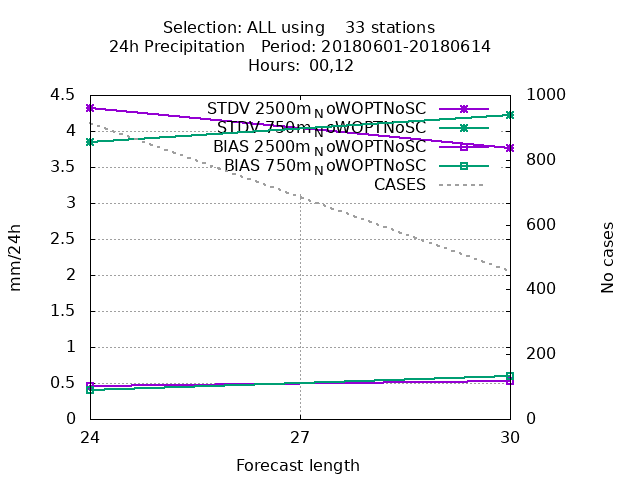 Selection: ALL using    33 stations
24h Precipitation   Period: 20180601-20180614
Hours:  00,12
4.5
4
3.5
3
2.5
2
1.5
1
0.5
0
mm/24h
STDV 2500m_NoWOPTNoSC
STDV 750m_NoWOPTNoSC
BIAS 2500m_NoWOPTNoSC
BIAS 750m_NoWOPTNoSC
CASES
1000
800
600
400
200
0
No cases
24
27
30
Forecast length